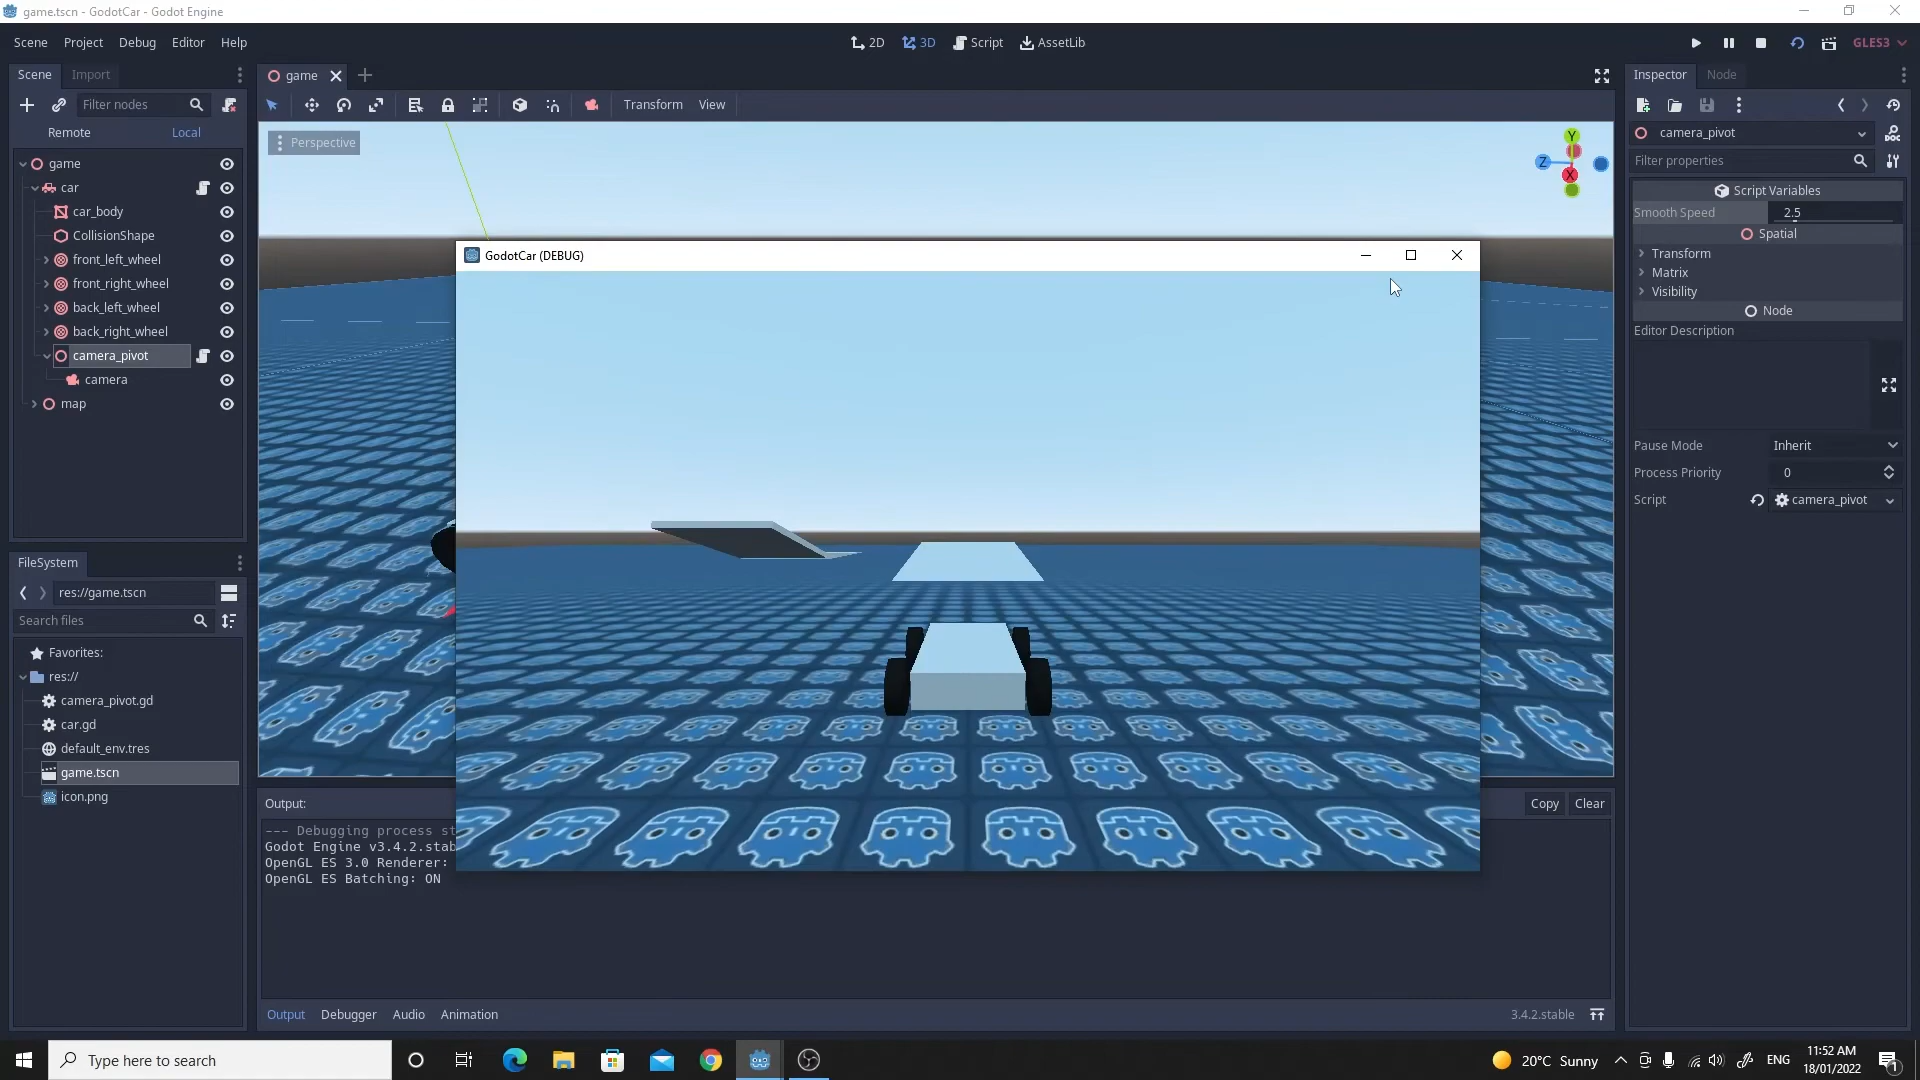 game.tscn - GodotCar - Godot Engine
Scene Project Debug Editor Help
2D 3D Script AssetLib
GLES3
Scene Import
Filter nodes
Remote Local
game
car
car_body
CollisionShape
front_left_wheel
front_right_wheel
back_left_wheel
back_right_wheel
camera_pivot
camera
map
FileSystem
res://game.tscn
Search files
Favorites:
res://
camera_pivot.gd
car.gd
default_env.tres
game.tscn
icon.png
game
Transform View
Perspective
Y
Z
X
GodotCar (DEBUG)
Output:
Copy Clear
--- Debugging process st
Godot Engine v3.4.2.stab
OpenGL ES 3.0 Renderer:
OpenGL ES Batching: ON
Output Debugger Audio Animation
3.4.2.stable
Inspector Node
camera_pivot
Filter properties
Script Variables
Smooth Speed 2.5
Spatial
Transform
Matrix
Visibility
Node
Editor Description
Pause Mode Inherit
Process Priority 0
Script camera_pivot
Type here to search
20°C Sunny
ENG
11:52 AM
18/01/2022
1